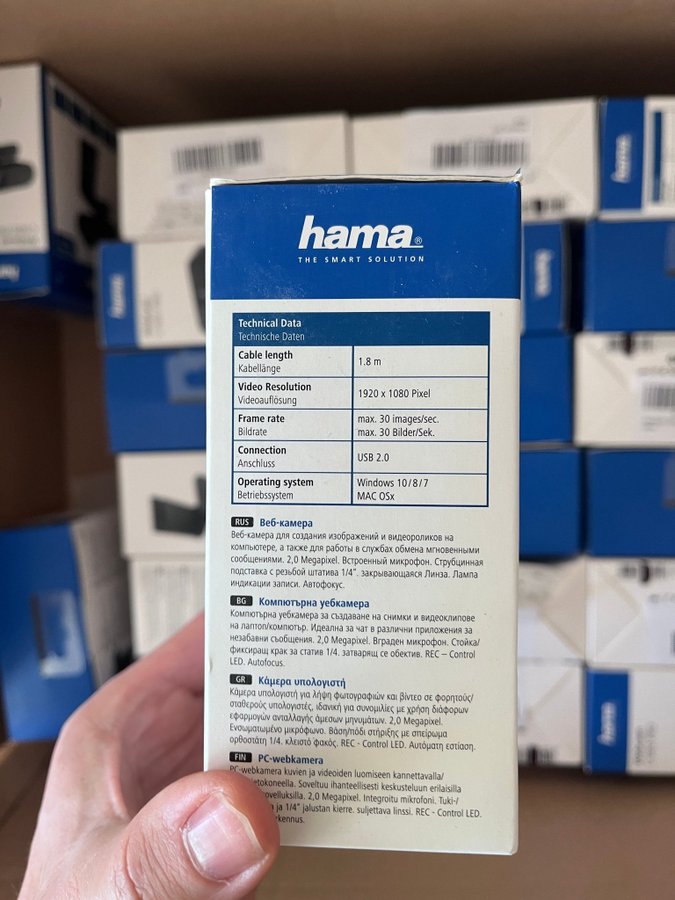 hama®
THE SMART SOLUTION
Technical Data
Technische Daten
Cable length
Kabellänge
1.8 m
Video Resolution
Videoauflösung
1920 x 1080 Pixel
Frame rate
Bildrate
max. 30 images/sec.
max. 30 Bilder/Sek.
Connection
Anschluss
USB 2.0
Operating system
Betriebssystem
Windows 10/8/7
MAC OSx
RUS Веб-камера
Веб-камера для создания изображений и видеороликов на
компьютере, а также для работы в службах обмена мгновенными
сообщениями. 2,0 Megapixel. Встроенный микрофон. Струбцинная
подставка с резьбой штатива 1/4". закрывающаяся Линза. Лампа
индикации записи. Автофокус.
BG Компютърна уебкамера
Компютърна уебкамера за създаване на снимки и видеоклипове
на лаптоп/компютър. Идеална за чат в различни приложения за
незабавни съобщения. 2,0 Megapixel. Вграден микрофон. Стойка/
фиксиращ крак за статив 1/4. затварящ се обектив. REC – Control
LED. Autofocus.
GR Κάμερα υπολογιστή
Κάμερα υπολογιστή για λήψη φωτογραφιών και βίντεο σε φορητούς/
σταθερούς υπολογιστές, ιδανική για συνομιλίες με χρήση διάφορων
εφαρμογών ανταλλαγής άμεσων μηνυμάτων. 2,0 Megapixel.
Ενσωματωμένο μικρόφωνο. Βάση/πόδι στήριξης με σπείρωμα
ορθοστάτη 1/4. κλειστό φακός. REC - Control LED. Αυτόματη εστίαση.
FIN PC-webkamera
PC-webkamera kuvien ja videoiden luomiseen kannettavalla/
etokoneella. Soveltuu ihanteellisesti keskusteluun erilaisilla
ovelluksilla. 2,0 Megapixel. Integroitu mikrofoni. Tuki-/
ja 1/4" jalustan kierre. suljettava linssi. REC - Control LED.
rkennus.
hama
hama
hama
hama